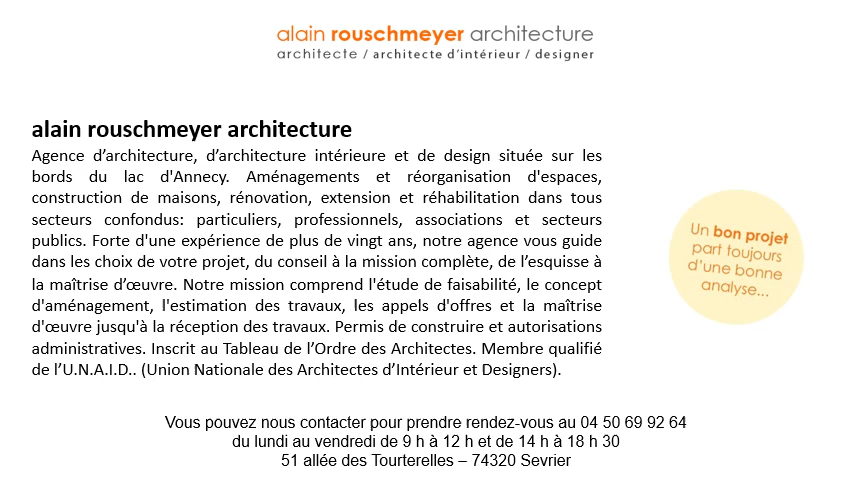 alain rouschmeyer architecture
architecte / architecte d'intérieur / designer
alain rouschmeyer architecture
Agence d’architecture, d’architecture intérieure et de design située sur les
bords du lac d'Annecy. Aménagements et réorganisation d'espaces,
construction de maisons, rénovation, extension et réhabilitation dans tous
secteurs confondus: particuliers, professionnels, associations et secteurs
publics. Forte d'une expérience de plus de vingt ans, notre agence vous guide
dans les choix de votre projet, du conseil à la mission complète, de l’esquisse à
la maîtrise d’œuvre. Notre mission comprend l'étude de faisabilité, le concept
d'aménagement, l'estimation des travaux, les appels d'offres et la maîtrise
d'œuvre jusqu'à la réception des travaux. Permis de construire et autorisations
administratives. Inscrit au Tableau de l’Ordre des Architectes. Membre qualifié
de l’U.N.A.I.D.. (Union Nationale des Architectes d’Intérieur et Designers).
Un bon projet
part toujours
d’une bonne
analyse...
Vous pouvez nous contacter pour prendre rendez-vous au 04 50 69 92 64
du lundi au vendredi de 9 h à 12 h et de 14 h à 18 h 30
51 allée des Tourterelles – 74320 Sevrier